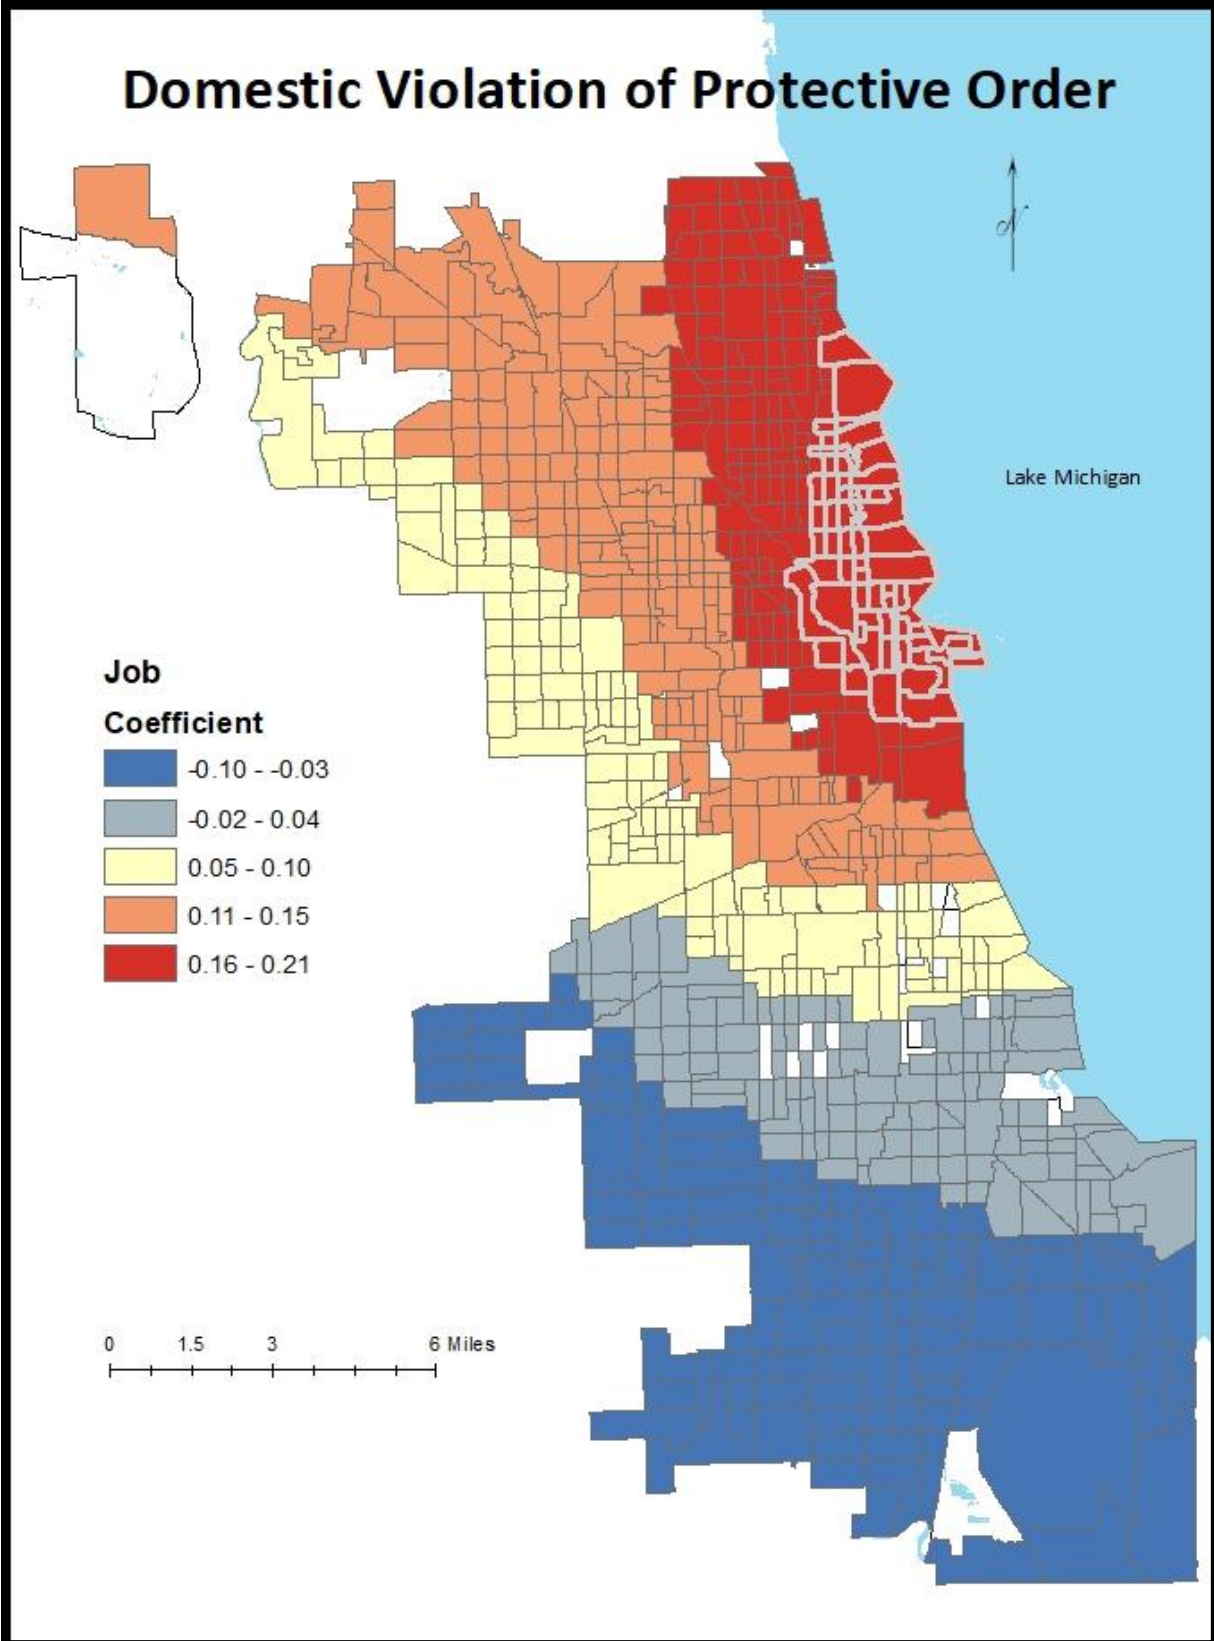 Domestic Violation of Protective Order
N
Lake Michigan
Job
Coefficient
-0.10 - -0.03
-0.02 - 0.04
0.05 - 0.10
0.11 - 0.15
0.16 - 0.21
0 1.5 3 6 Miles